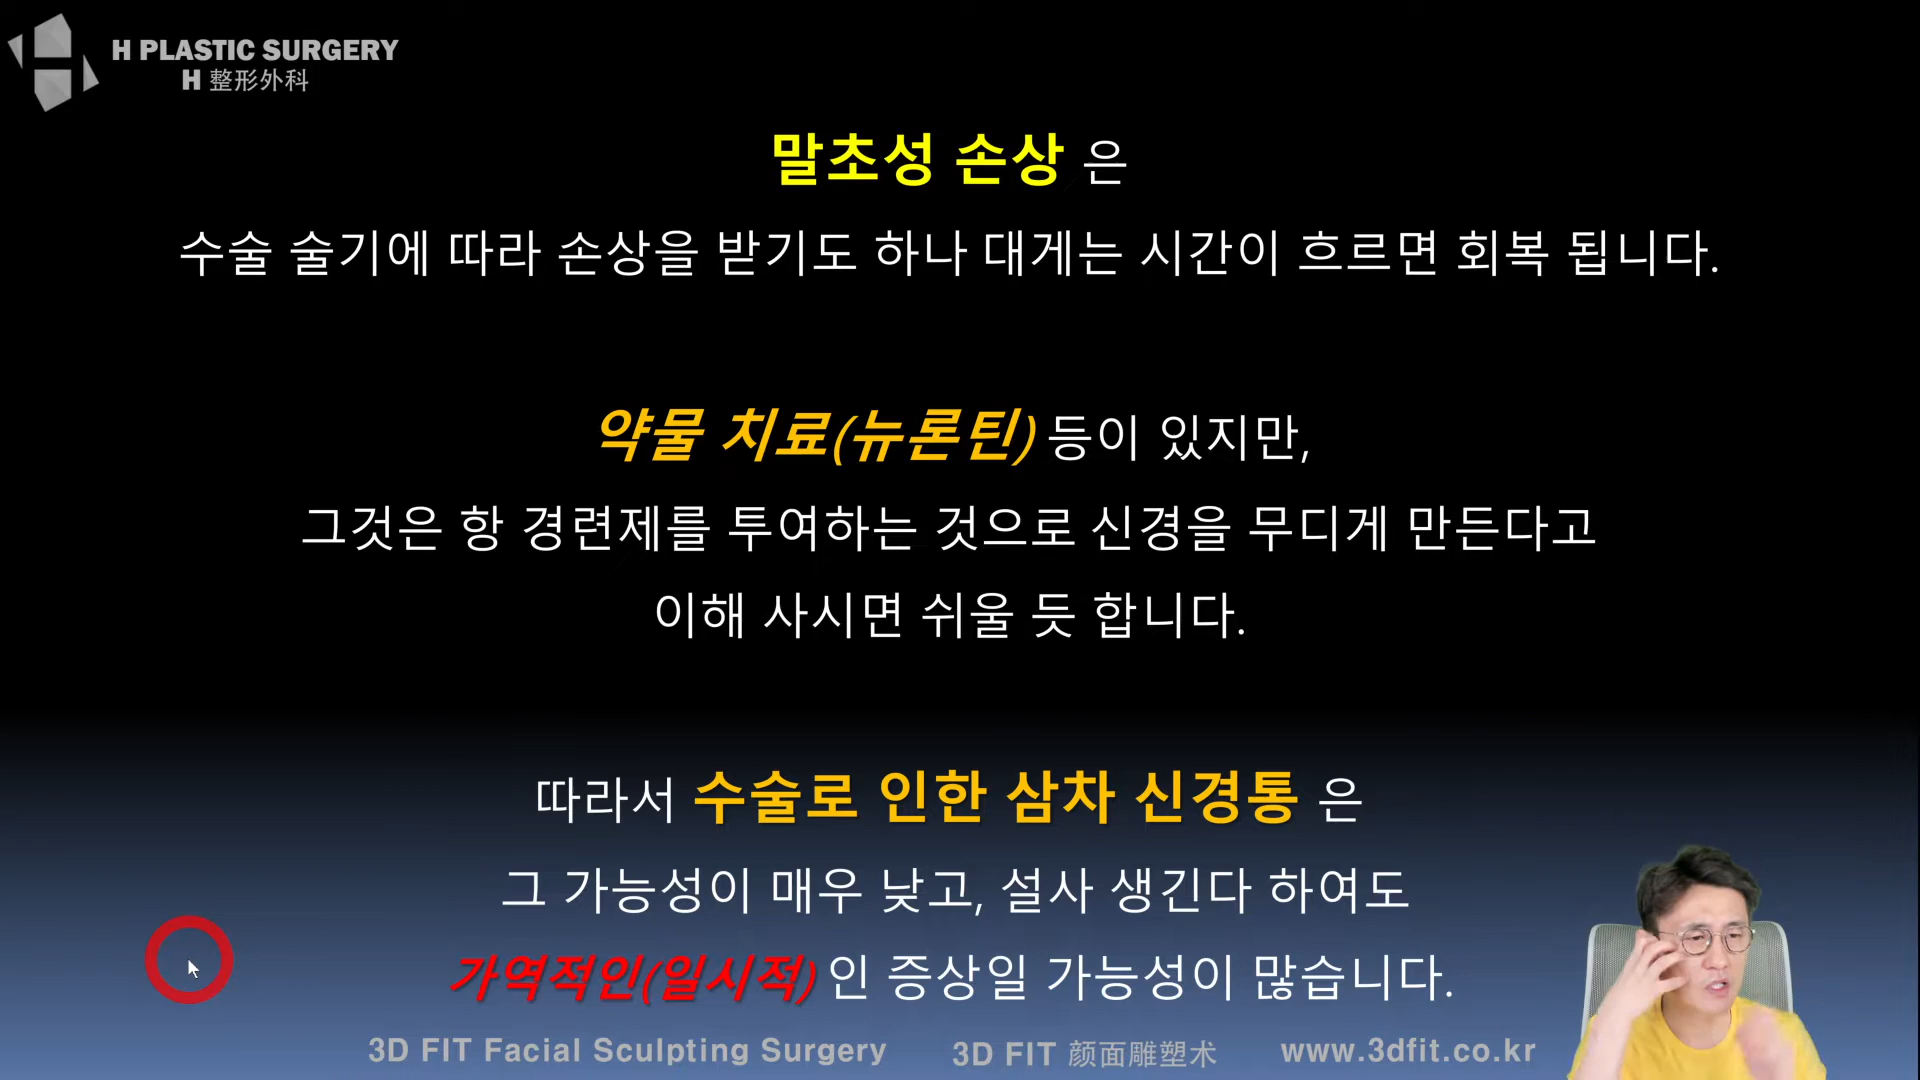 H PLASTIC SURGERY
H 整形外科
말초성 손상 은
수술 술기에 따라 손상을 받기도 하나 대게는 시간이 흐르면 회복 됩니다.
약물 치료(뉴론틴) 등이 있지만,
그것은 항 경련제를 투여하는 것으로 신경을 무디게 만든다고
이해 사시면 쉬울 듯 합니다.
따라서 수술로 인한 삼차 신경통 은
그 가능성이 매우 낮고, 설사 생긴다 하여도
가역적인(일시적)인 증상일 가능성이 많습니다.
3D FIT Facial Sculpting Surgery 3D FIT 颜面雕塑术 www.3dfit.co.kr